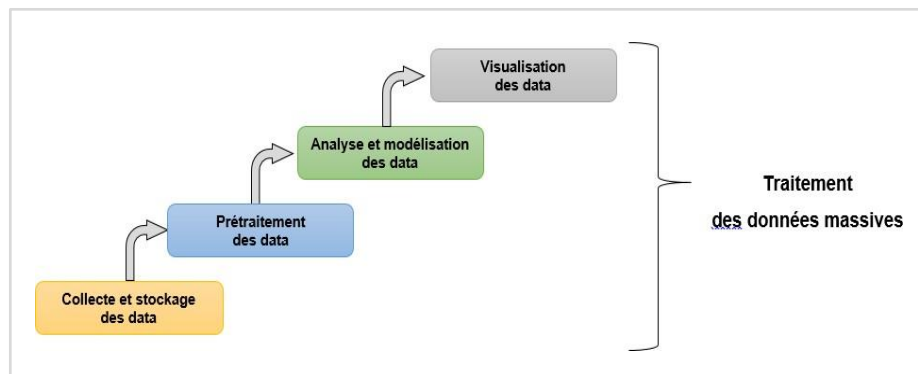 Visualisation
des data
Analyse et modélisation
des data
Prétraitement
des data
Collecte et stockage
des data
Traitement
des données massives